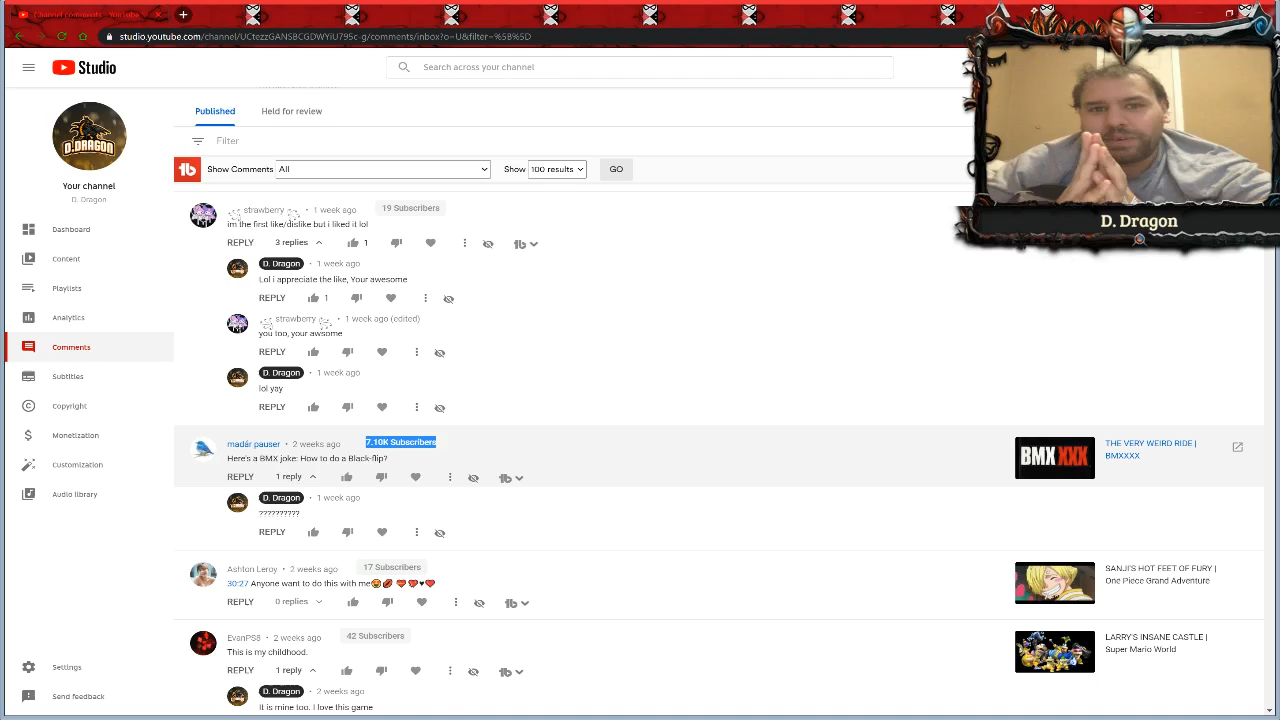 Channel comments - YouTube
studio.youtube.com/channel/UCtezzGANSBCGDWYiU795c-g/comments/inbox?o=U&filter=%5B%5D
Studio
Search across your channel
D.DRAGON
Your channel
D. Dragon
Dashboard
Content
Playlists
Analytics
Comments
Subtitles
Copyright
Monetization
Customization
Audio library
Settings
Send feedback
Published
Held for review
Filter
Show Comments All Show 100 results GO
strawberry • 1 week ago 19 Subscribers
im the first like/dislike but i liked it lol
REPLY 3 replies 1
D. Dragon • 1 week ago
Lol i appreciate the like, Your awesome
REPLY 1
strawberry • 1 week ago (edited)
you too, your awsome
REPLY
D. Dragon • 1 week ago
lol yay
REPLY
madár pauser • 2 weeks ago 7.10K Subscribers
Here's a BMX joke: How to do a Back-flip?
REPLY 1 reply
BMX XXX
THE VERY WEIRD RIDE |
BMXXXX
D. Dragon • 1 week ago
??????????
REPLY
Ashton Leroy • 2 weeks ago 17 Subscribers
30:27 Anyone want to do this with me
REPLY 0 replies
SANJI'S HOT FEET OF FURY |
One Piece Grand Adventure
EvanPS8 • 2 weeks ago 42 Subscribers
This is my childhood.
REPLY 1 reply
LARRY'S INSANE CASTLE |
Super Mario World
D. Dragon • 2 weeks ago
It is mine too. I love this game
D. Dragon